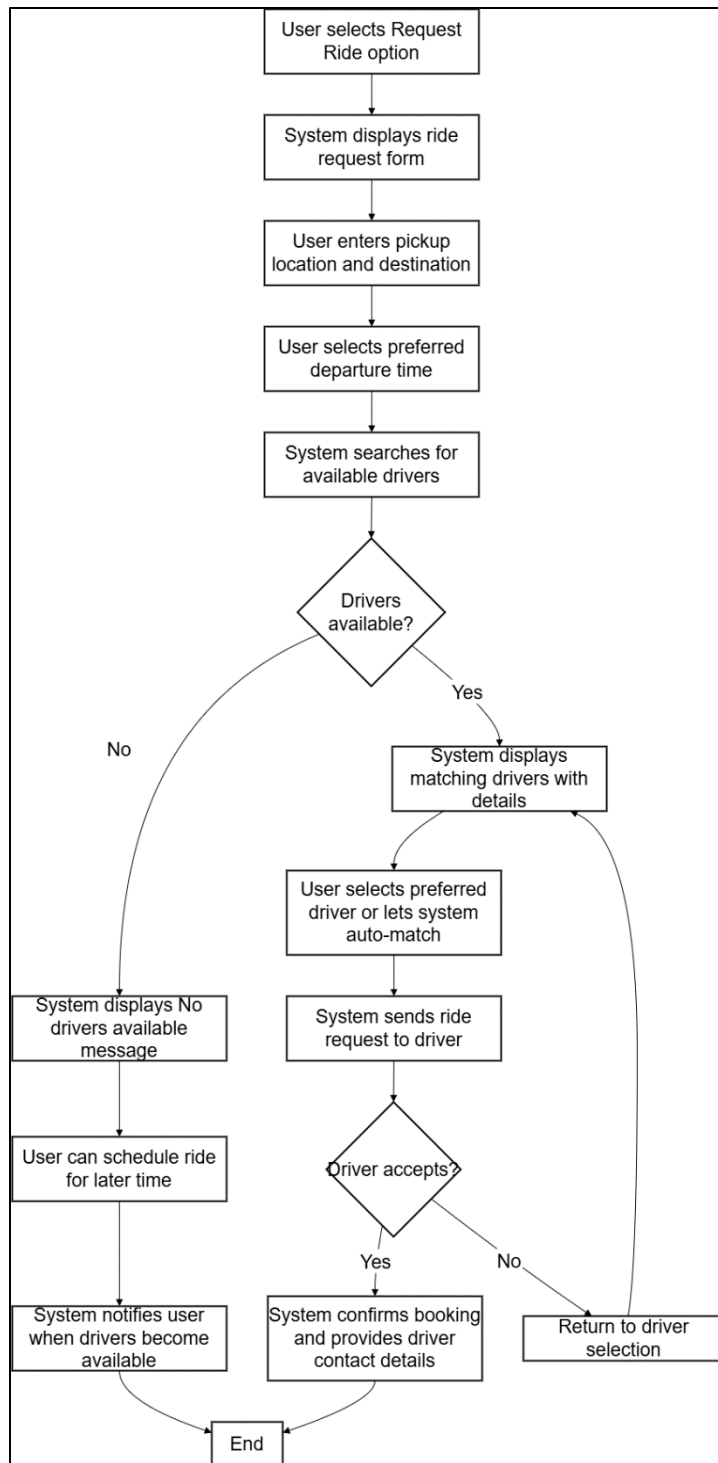 User selects Request
Ride option
System displays ride
request form
User enters pickup
location and destination
User selects preferred
departure time
System searches for
available drivers
Drivers
available?
Yes
No
System displays
matching drivers with
details
User selects preferred
driver or lets system
auto-match
System displays No
drivers available
message
System sends ride
request to driver
User can schedule ride
for later time
Driver accepts?
Yes
No
System notifies user
when drivers become
available
System confirms booking
and provides driver
contact details
Return to driver
selection
End